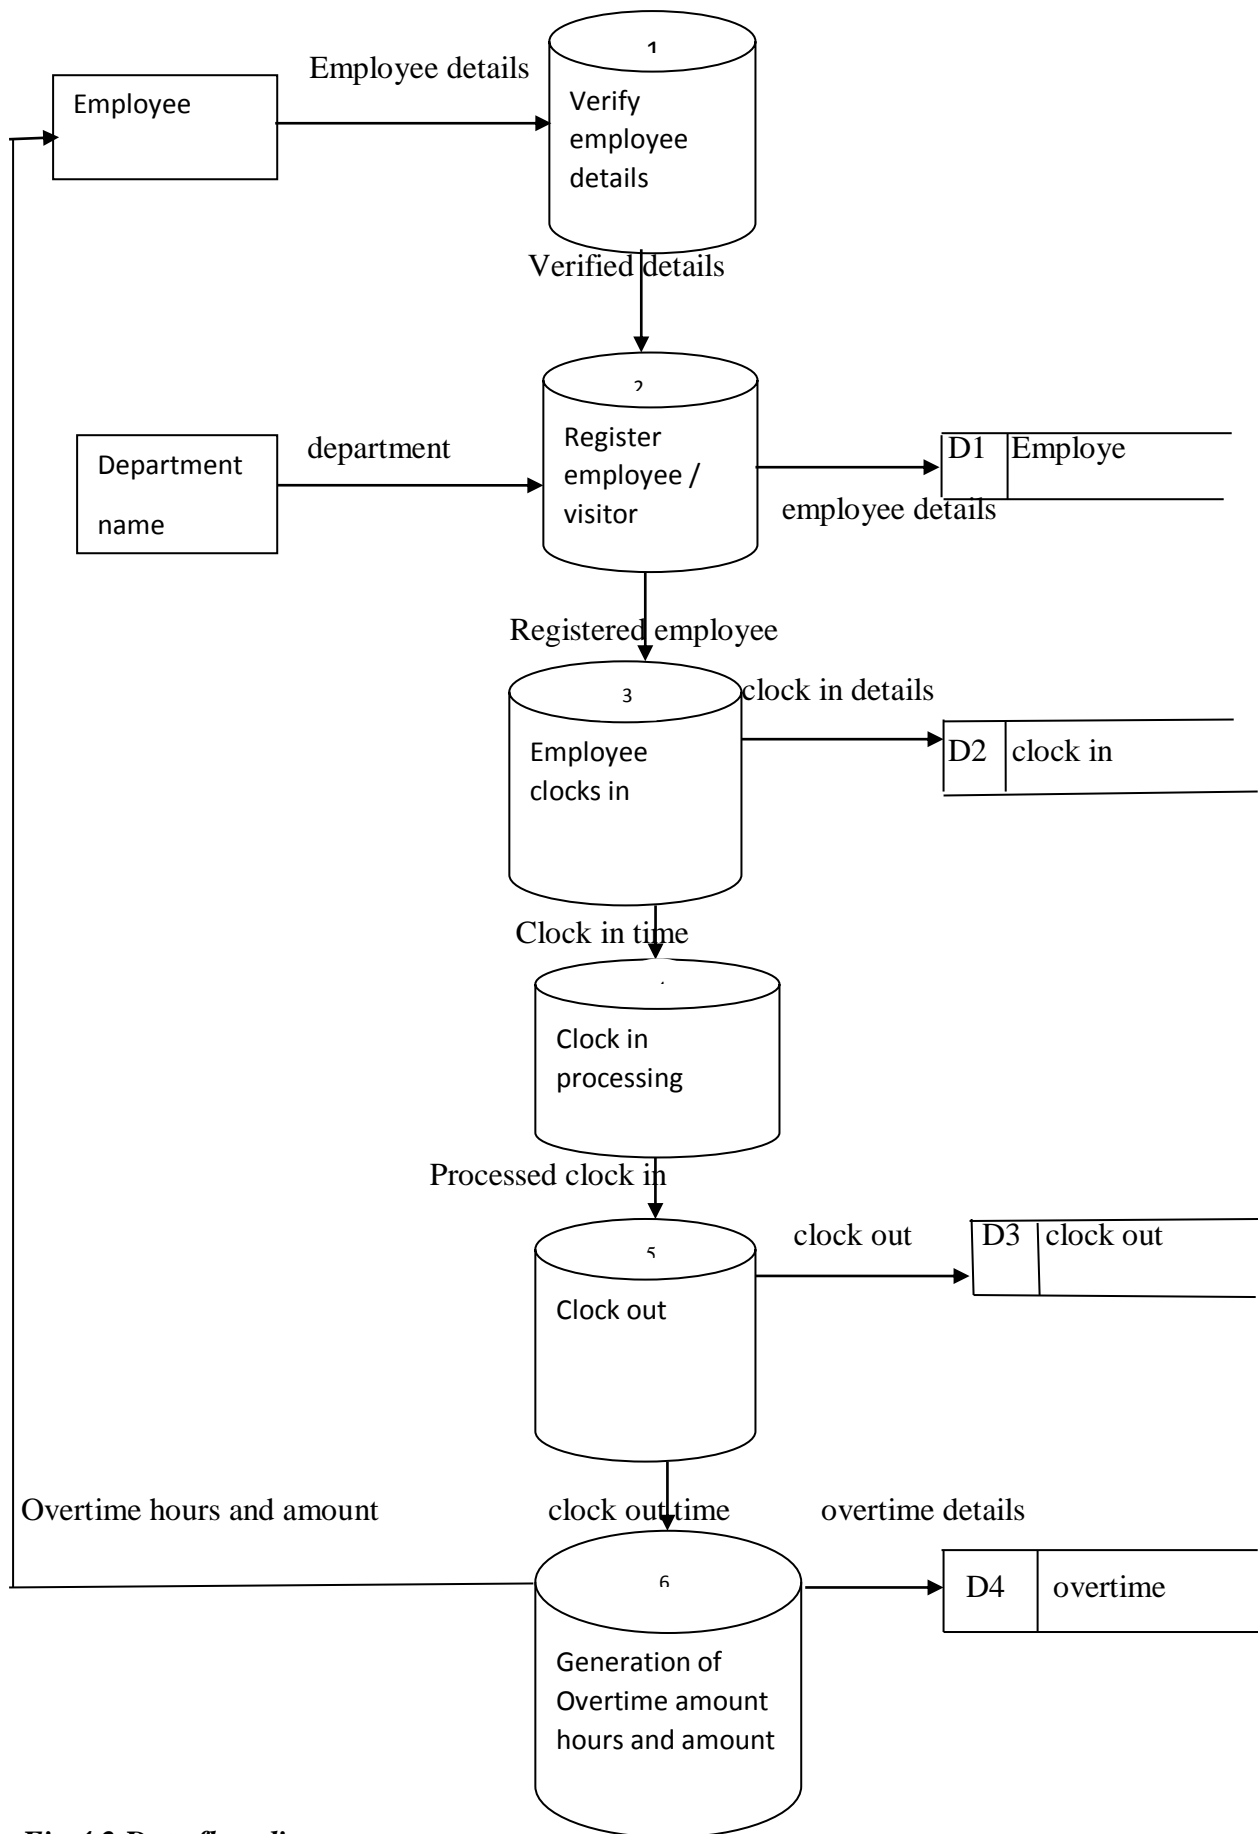 1
Employee details
Employee
Verify
employee
details
Verified details
2
department
Department
name
Register
employee /
visitor
D1 Employe
employee details
Registered employee
3
clock in details
Employee
clocks in
D2 clock in
Clock in time
Clock in
processing
Processed clock in
5
clock out
D3 clock out
Clock out
Overtime hours and amount
clock out time
overtime details
6
D4 overtime
Generation of
Overtime amount
hours and amount